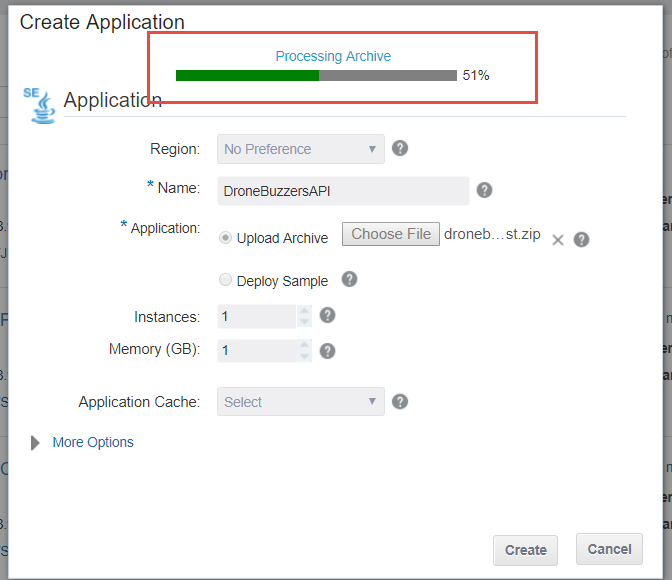 Create Application
Processing Archive
51%
SE
Application
Region: No Preference
* Name: DroneBuzzersAPI
* Application: Upload Archive Choose File droneb...st.zip
Deploy Sample
Instances: 1
Memory (GB): 1
Application Cache: Select
More Options
Create Cancel